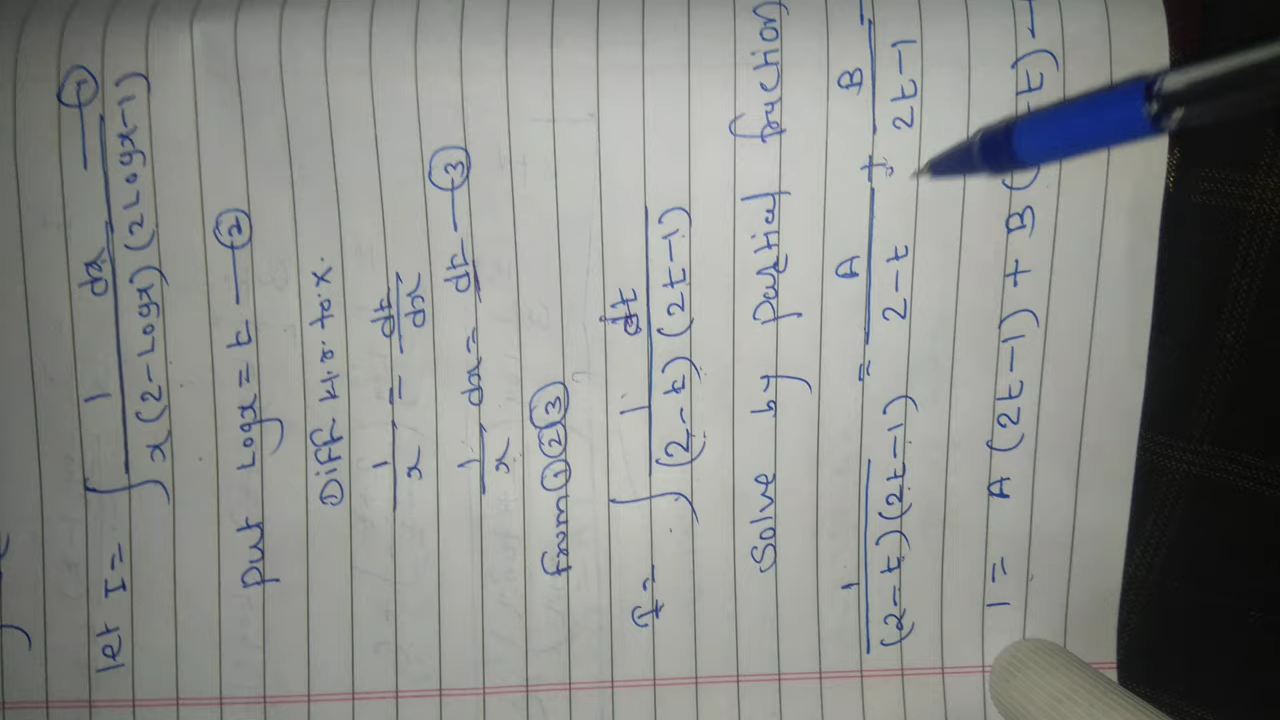 let I = ∫ 1 dx / x(2-logx)(2Logx-1) — ①
put Logx = t — ②
Diff w.r. to x.
1/x = dt/dx
1/x dx = dt — ③
from ① ② ③
I = ∫ 1 dt / (2-t)(2t-1)
Solve by partial fraction
1 / (2-t)(2t-1) = A / 2-t + B / 2t-1 —
1 = A (2t-1) + B( -t) —